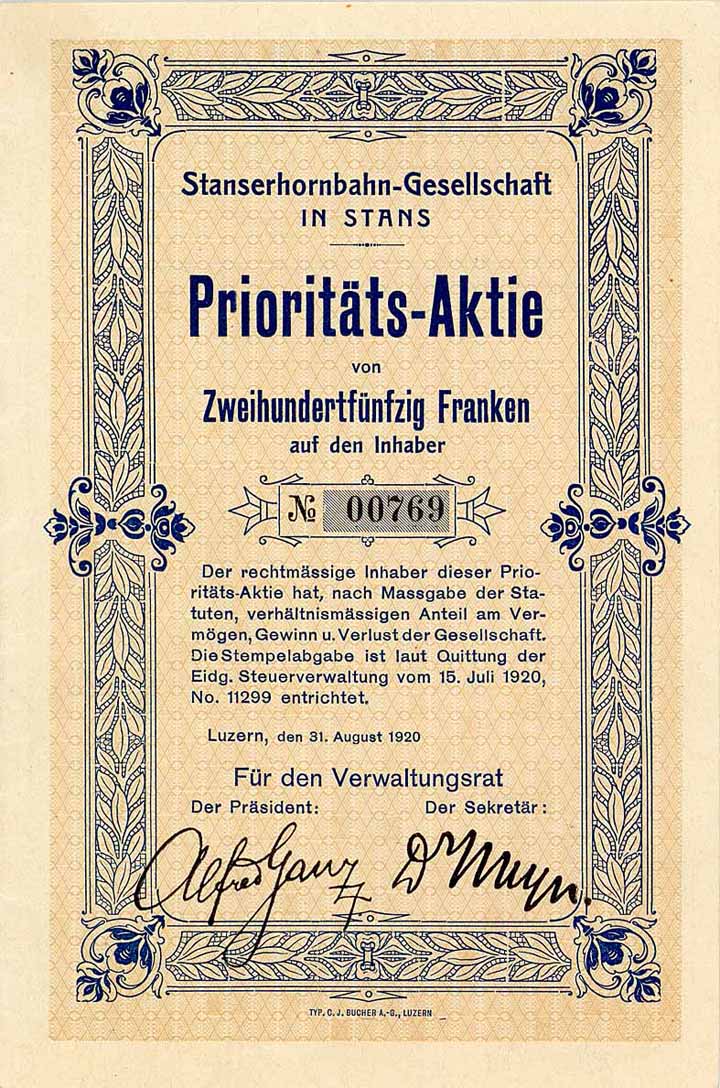 Stanserhornbahn-Gesellschaft
IN STANS
Prioritäts-Aktie
von
Zweihundertfünfzig Franken
auf den Inhaber
No 00769
Der rechtmässige Inhaber dieser Prio-
ritäts-Aktie hat, nach Massgabe der Sta-
tuten, verhältnismässigen Anteil am Ver-
mögen, Gewinn u. Verlust der Gesellschaft.
Die Stempelabgabe ist laut Quittung der
Eidg. Steuerverwaltung vom 15. Juli 1920,
No. 11299 entrichtet.
Luzern, den 31. August 1920
Für den Verwaltungsrat
Der Präsident: Der Sekretär:
Alfred Ganz Dr
TYP. C. J. BUCHER A.-G., LUZERN